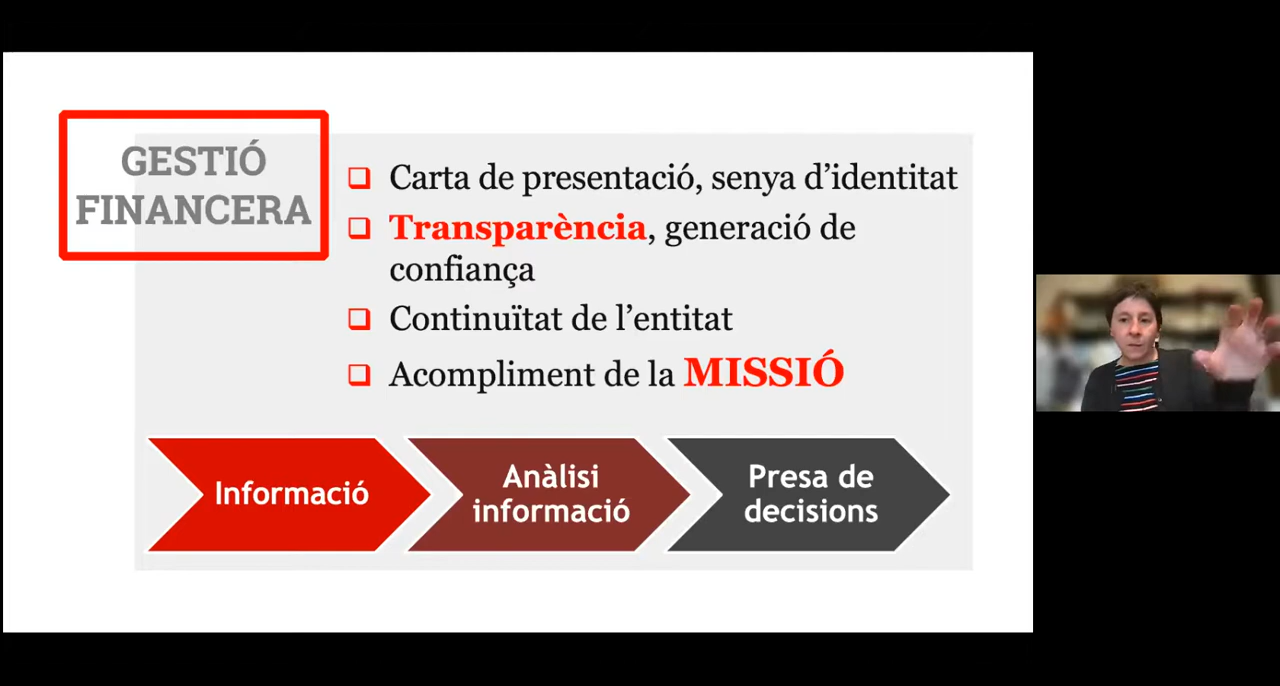 GESTIÓ
FINANCERA
Carta de presentació, senya d’identitat
Transparència, generació de
confiança
Continuïtat de l’entitat
Acompliment de la MISSIÓ
Informació
Anàlisi
informació
Presa de
decisions